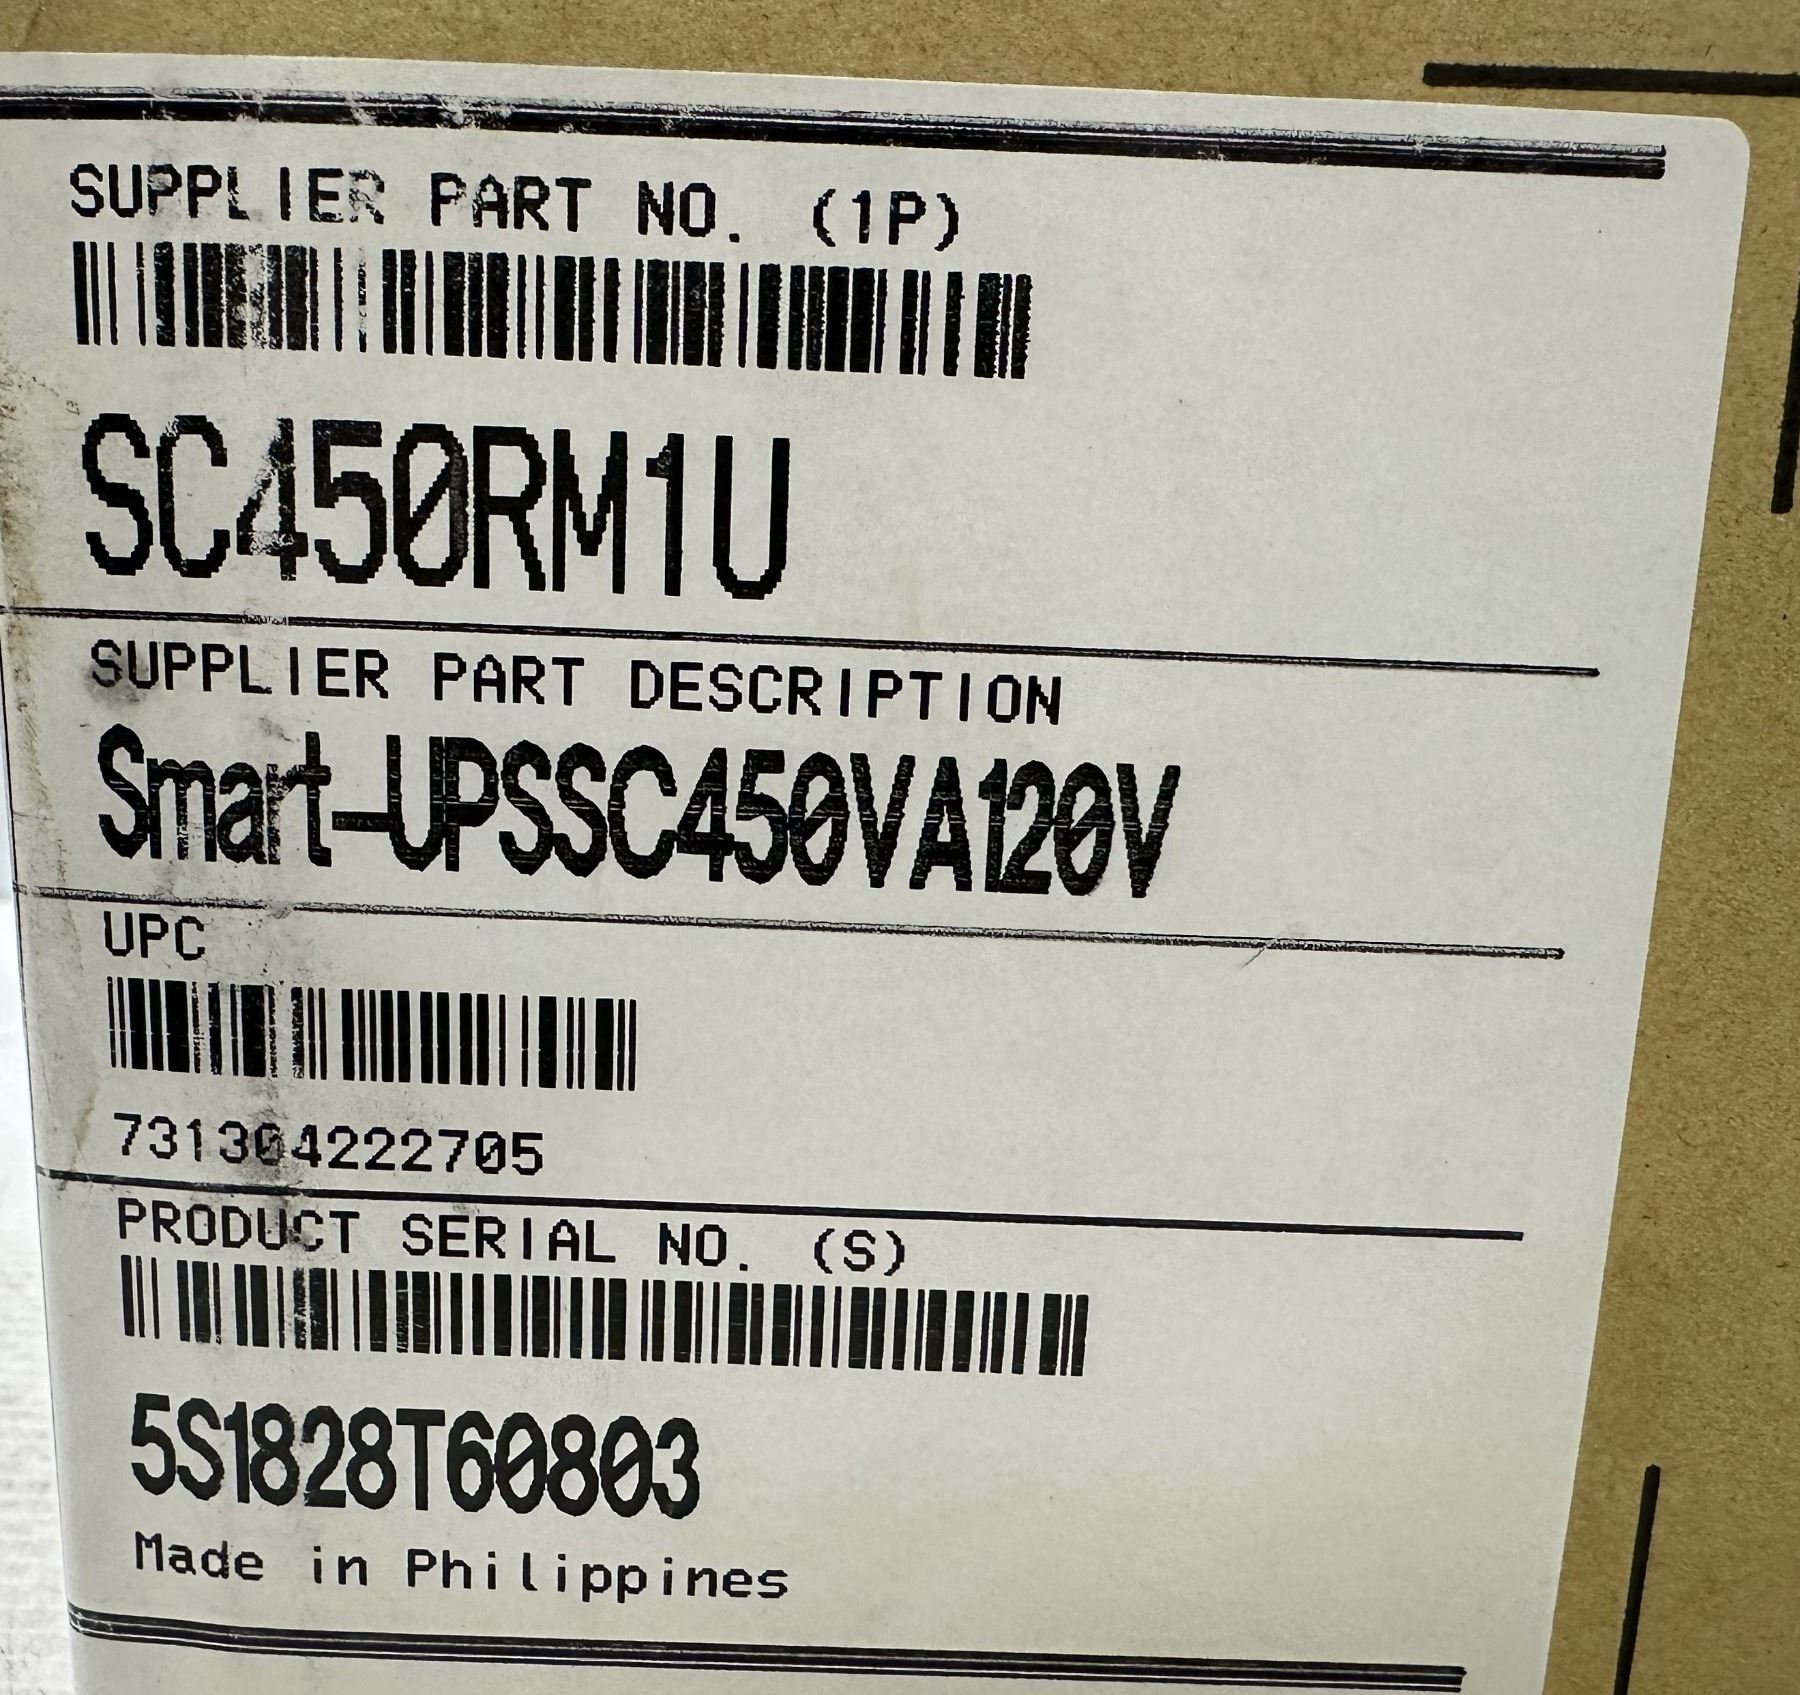 SUPPLIER PART NO. (1P)
SC450RM1U
SUPPLIER PART DESCRIPTION
Smart-UPSSC450VA120V
UPC
731304222705
PRODUCT SERIAL NO. (S)
5S1828T60803
Made in Philippines